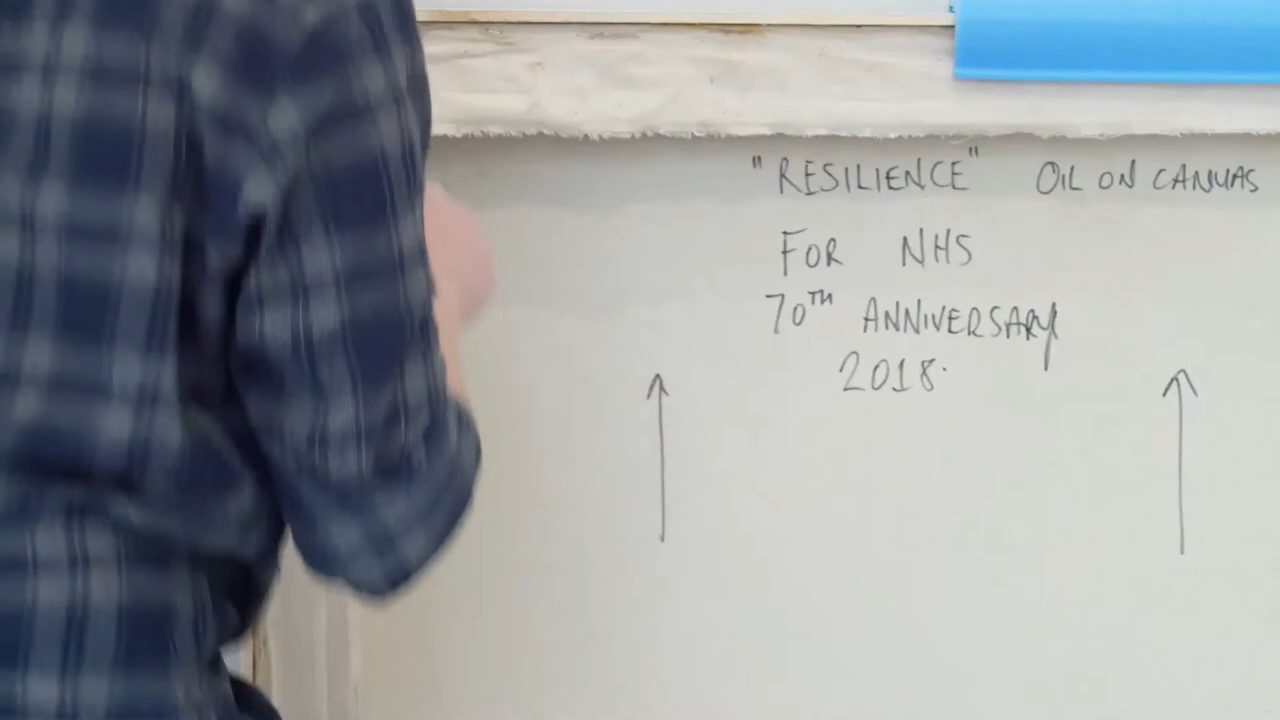 "RESILIENCE" OIL ON CANVAS
FOR NHS
70TH ANNIVERSARY
2018.